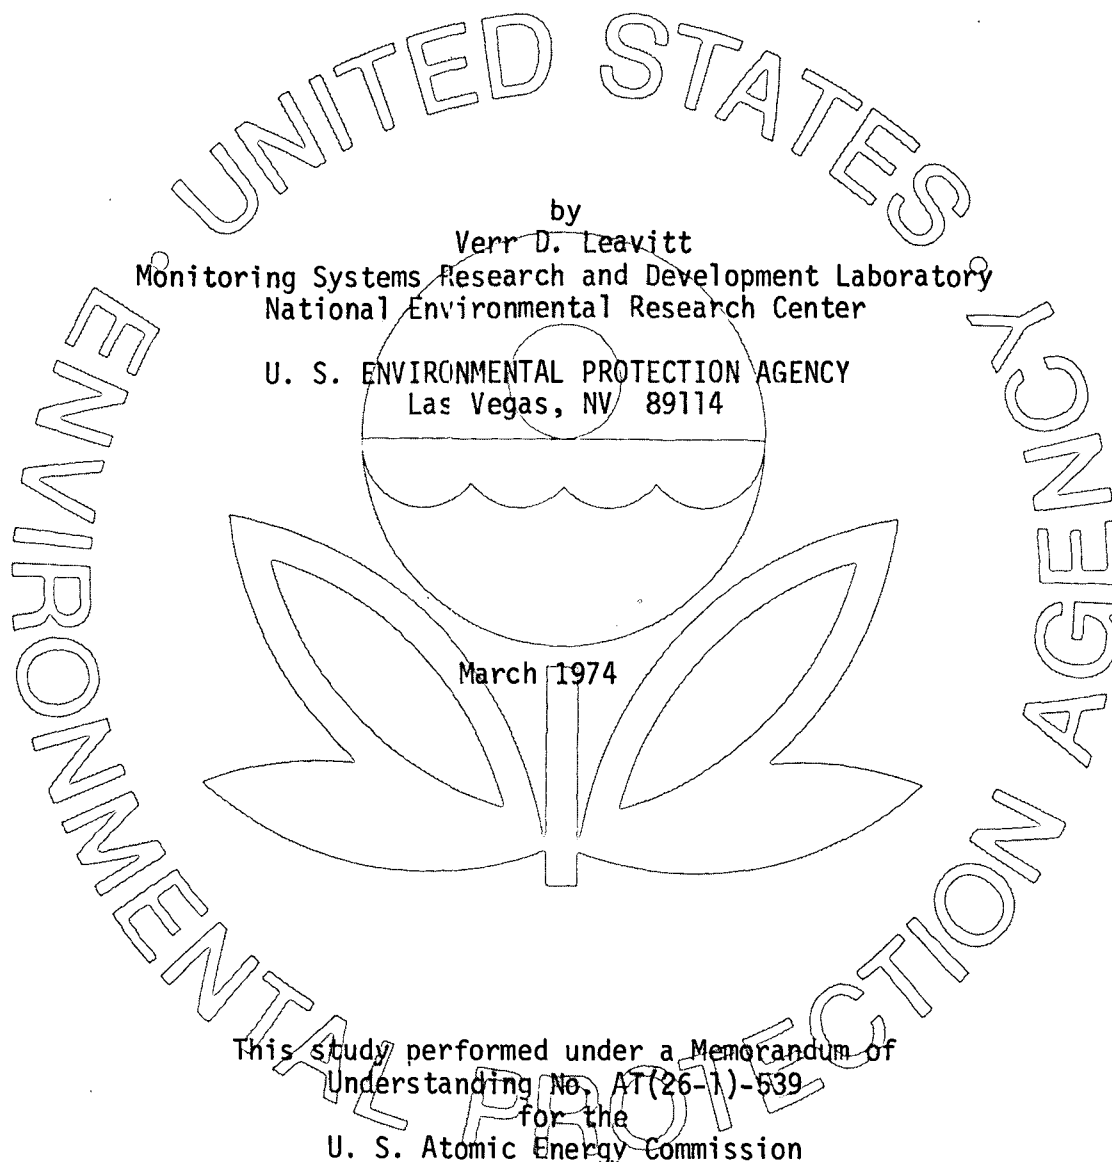 UNITED STATES
ENVIRONMENTAL PROTECTION AGENCY
by
Verr D. Leavitt
Monitoring Systems Research and Development Laboratory
National Environmental Research Center
U. S. ENVIRONMENTAL PROTECTION AGENCY
Las Vegas, NV 89114
March 1974
This study performed under a Memorandum of
Understanding No. AT(26-1)-539
for the
U. S. Atomic Energy Commission